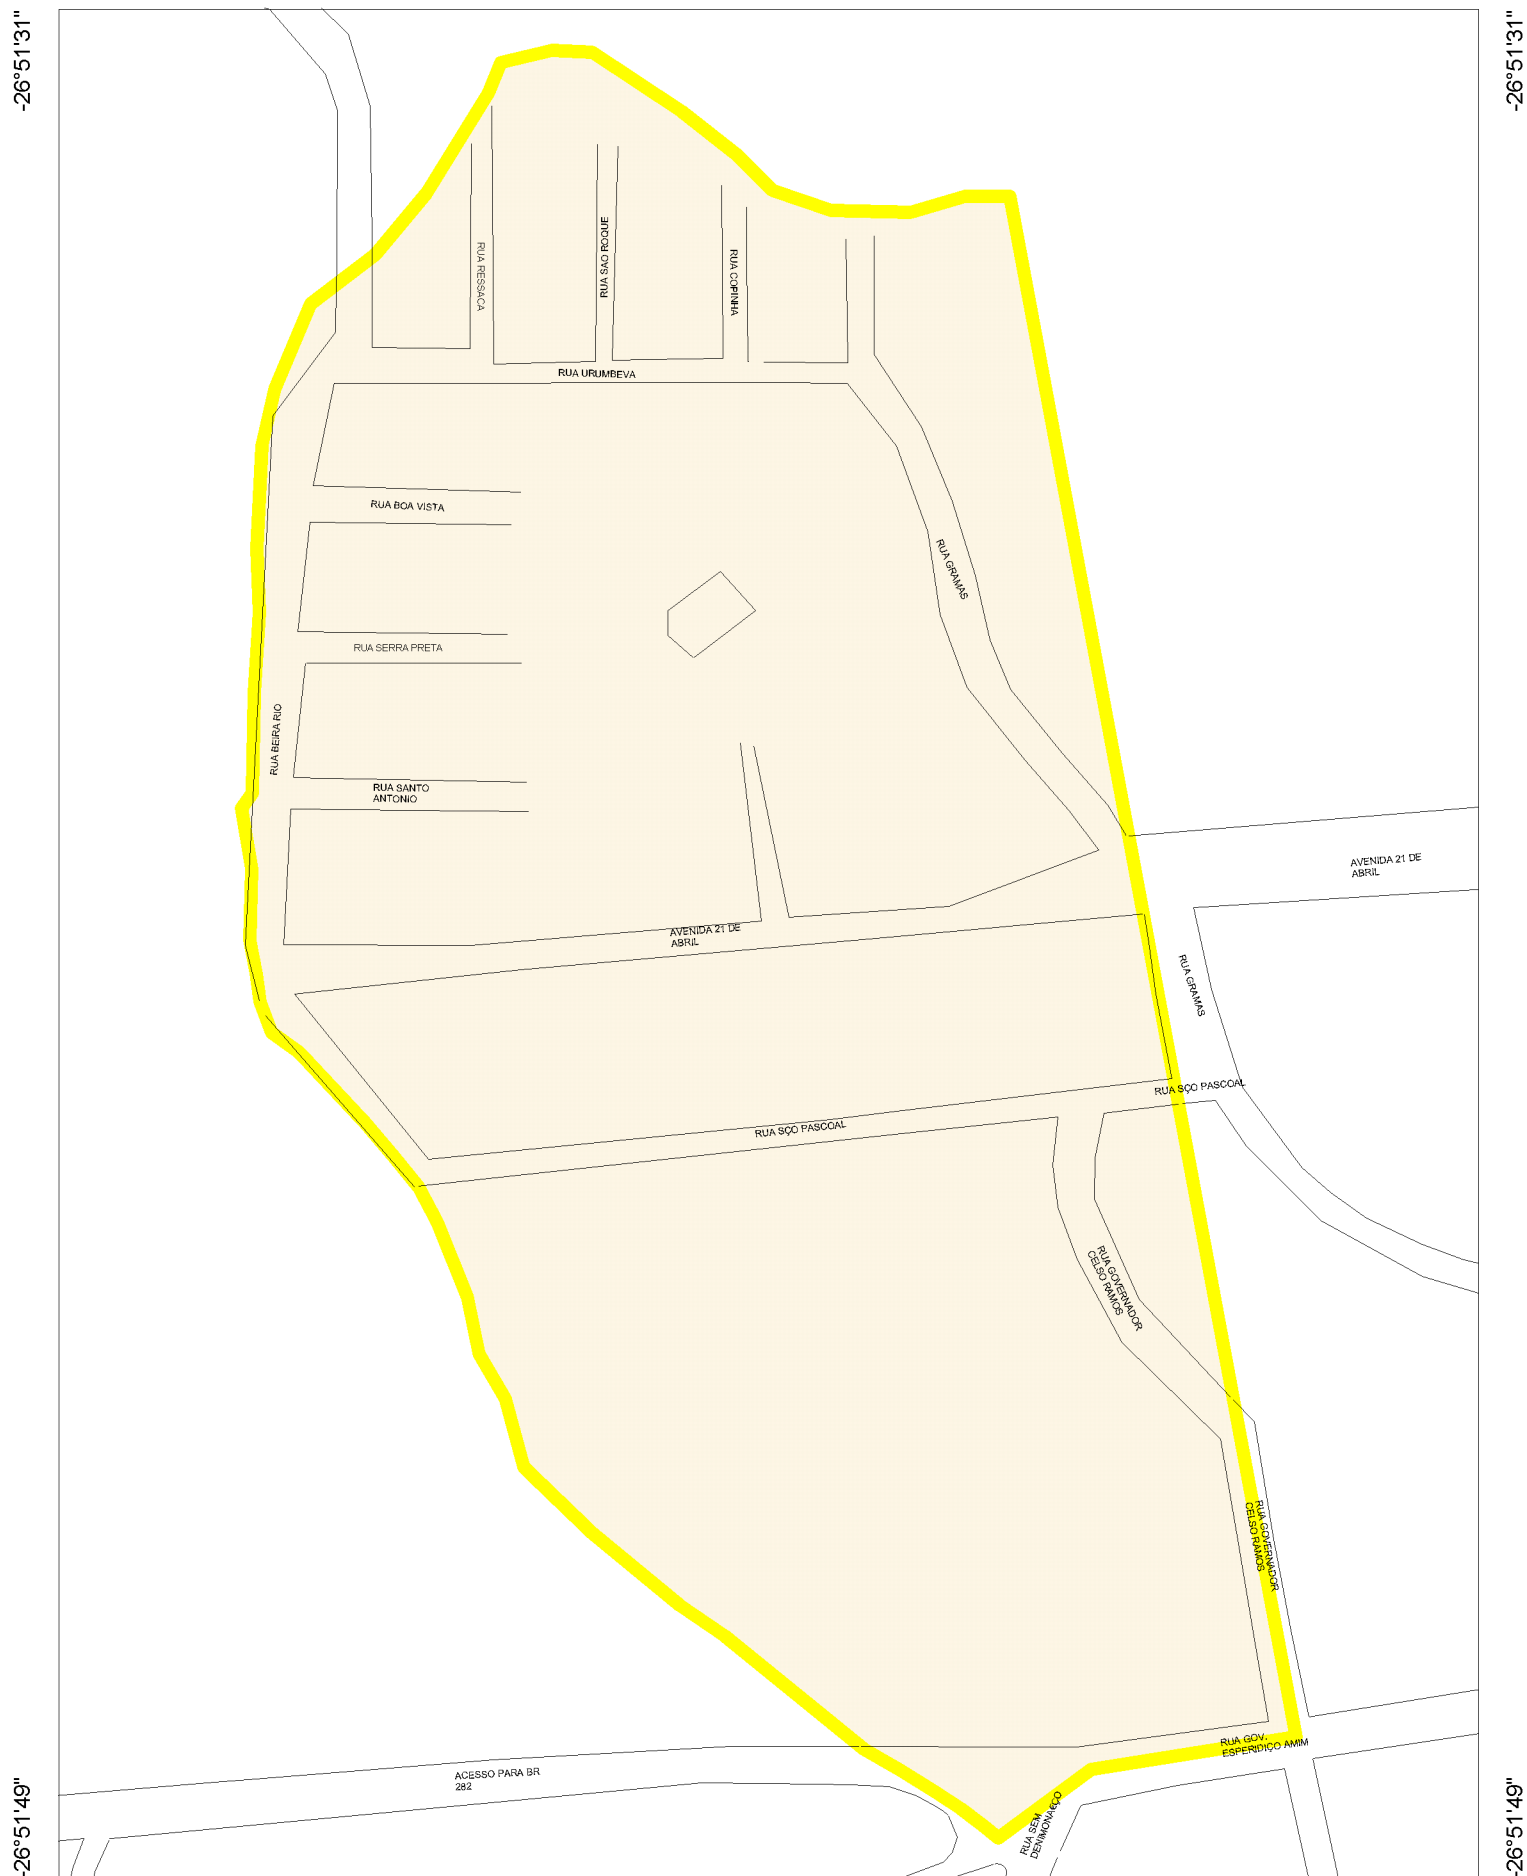 -26°51'31"
-26°51'31"
RUA RESSACA
RUA SAO ROQUE
RUA COPINHA
RUA URUMBEVA
RUA BOA VISTA
RUA GRAMAS
RUA SERRA PRETA
RUA BEIRA RIO
RUA SANTO
ANTONIO
AVENIDA 21 DE
ABRIL
AVENIDA 21 DE
ABRIL
RUA GRAMAS
RUA SÇO PASCOAL
RUA SÇO PASCOAL
RUA GOVERNADOR
CELSO RAMOS
RUA GOVERNADOR
CELSO RAMOS
RUA GOV.
ESPERIDIÇO AMIM
ACESSO PARA BR
282
RUA SEM
DENIMONAÇÇO
-26°51'49"
-26°51'49"